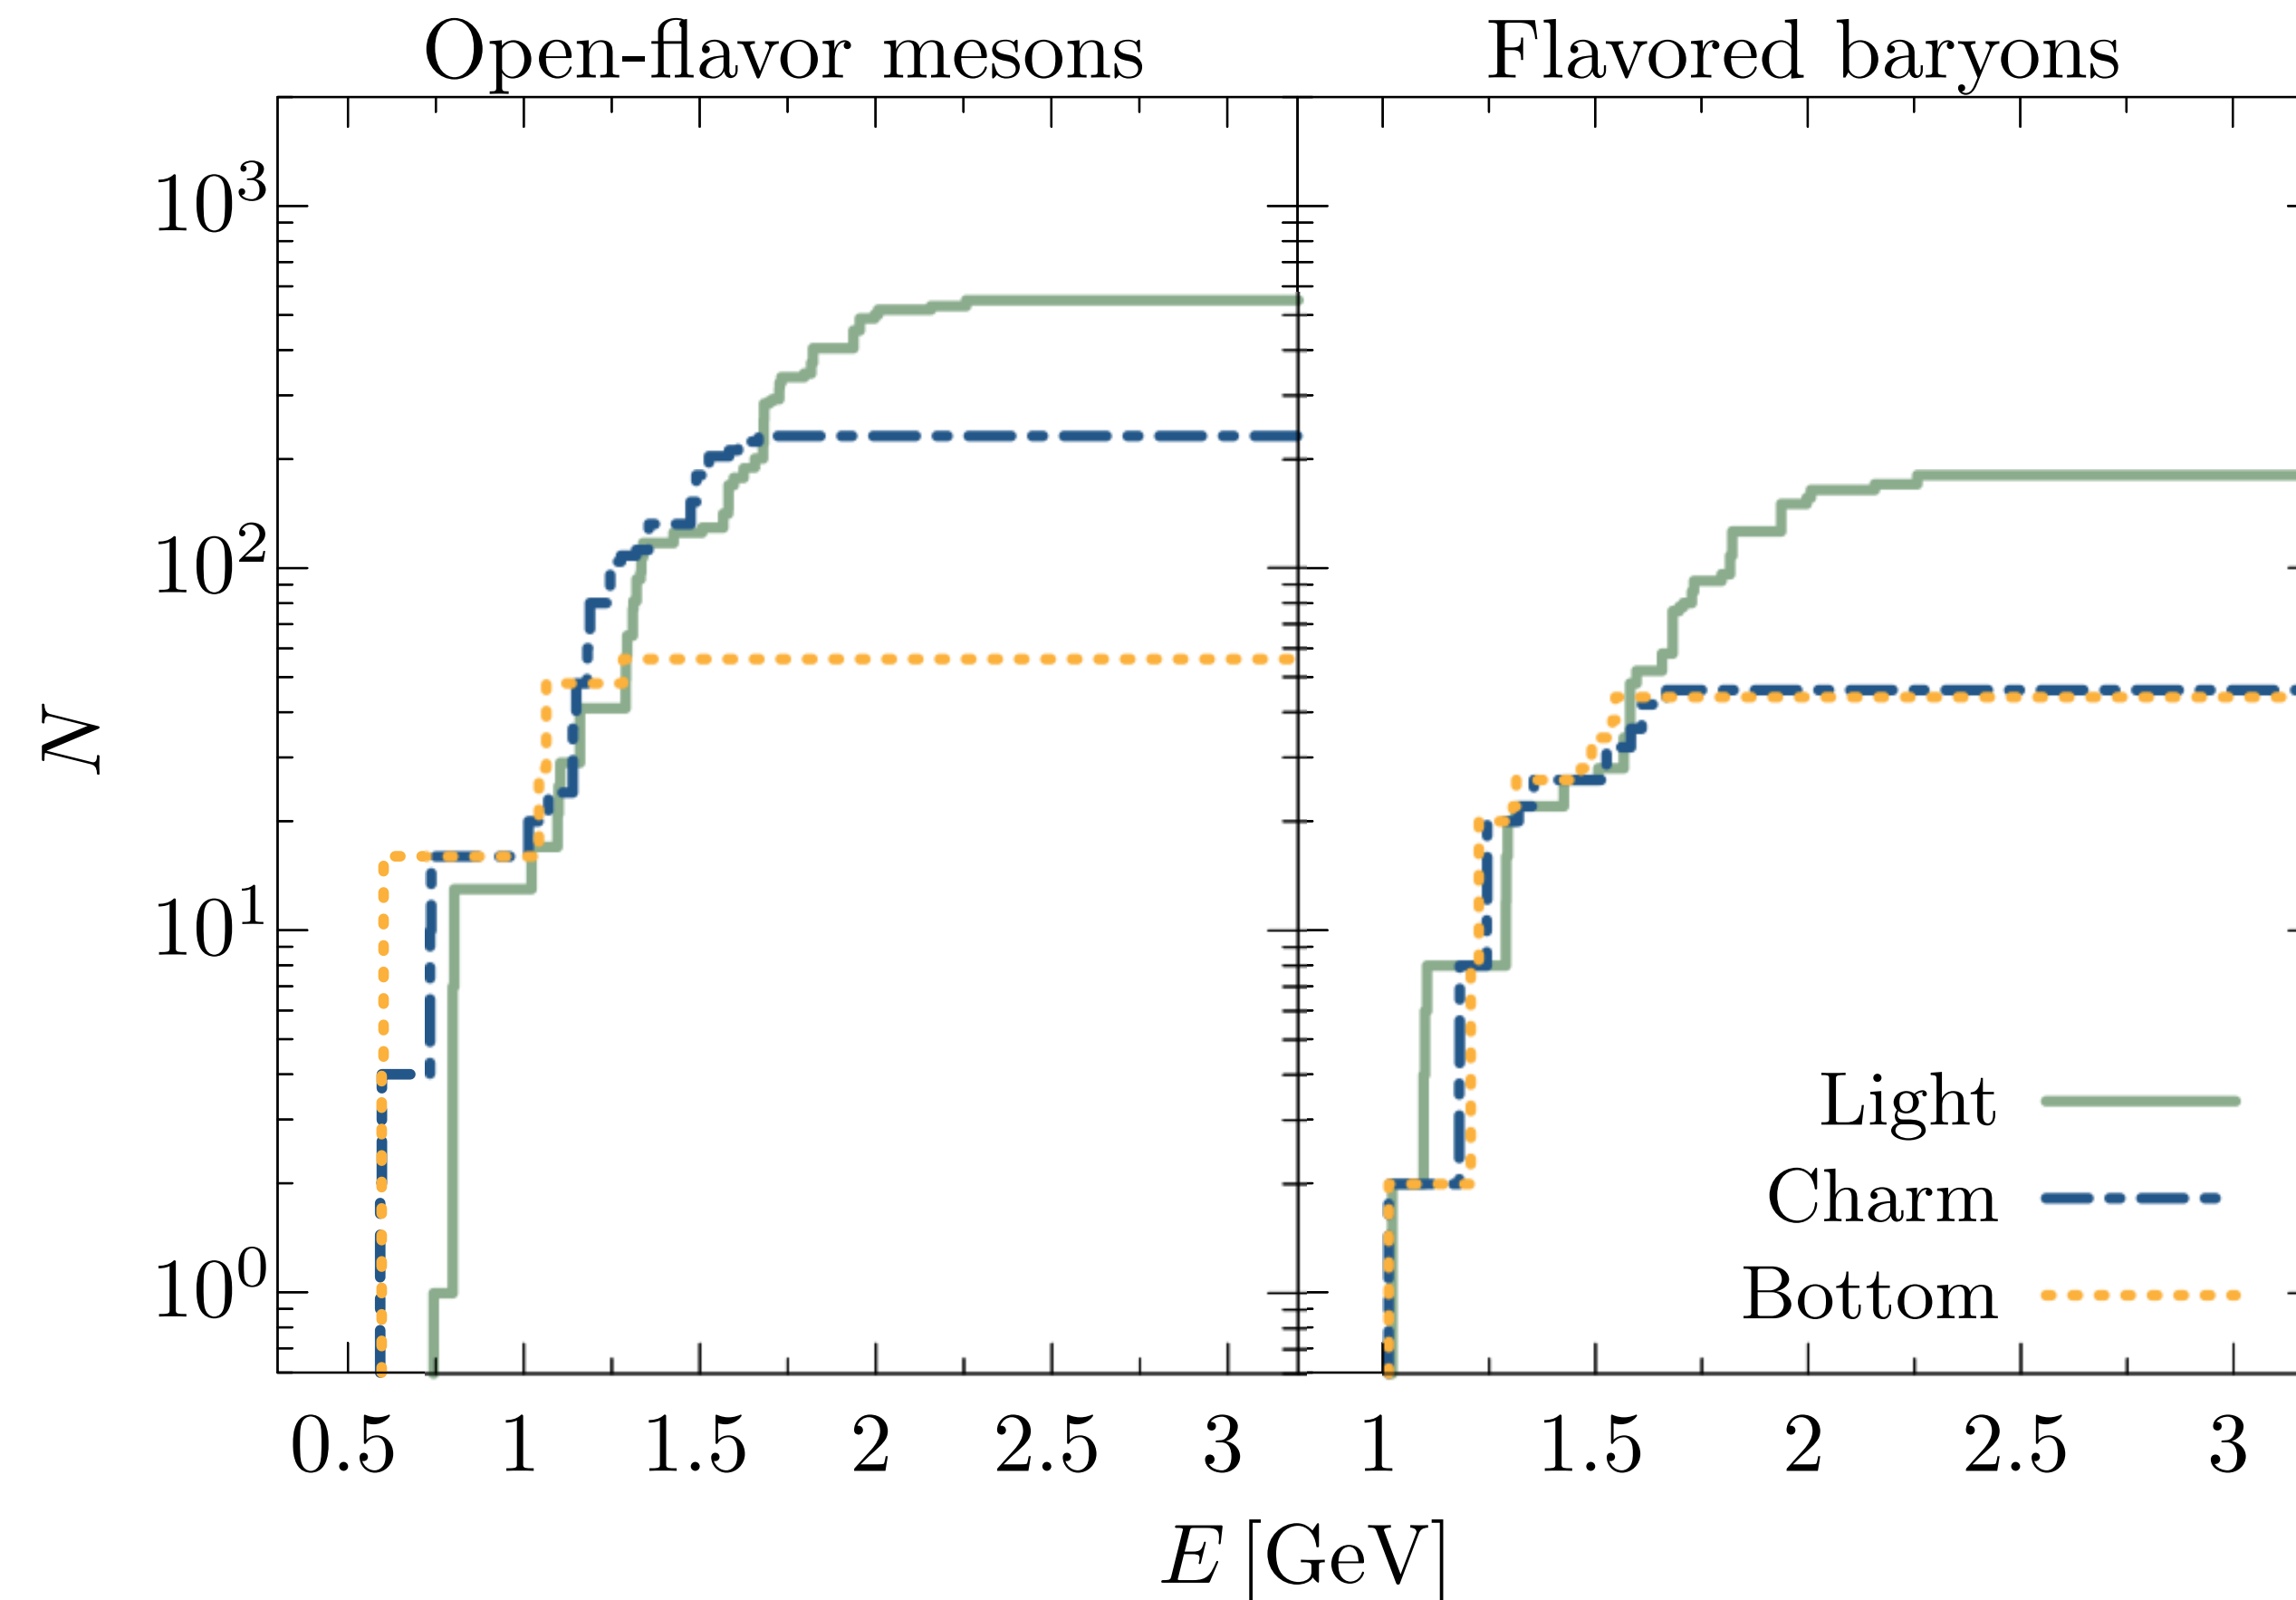 Open-flavor mesons
Flavored baryons
10^3
10^2
10^1
10^0
N
Light
Charm
Bottom
0.5 1 1.5 2 2.5 3 1 1.5 2 2.5 3
E [GeV]